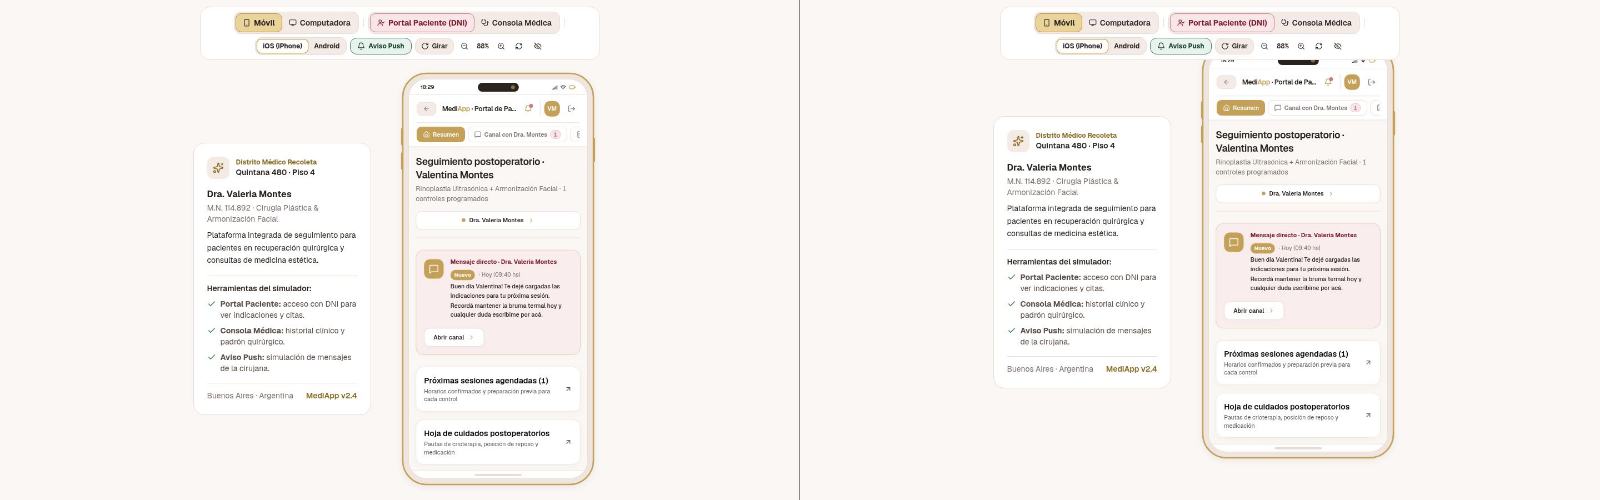 Móvil
Computadora
Portal Paciente (DNI)
Consola Médica
iOS (iPhone)
Android
Aviso Push
Girar
88%
Distrito Médico Recoleta
Quintana 480 · Piso 4
Dra. Valeria Montes
M.N. 114.892 · Cirugía Plástica &
Armonización Facial
Plataforma integrada de seguimiento para
pacientes en recuperación quirúrgica y
consultas de medicina estética.
Herramientas del simulador:
Portal Paciente: acceso con DNI para
ver indicaciones y citas.
Consola Médica: historial clínico y
padrón quirúrgico.
Aviso Push: simulación de mensajes
de la cirujana.
Buenos Aires · Argentina
MediApp v2.4
MediApp · Portal de Pa...
VM
Resumen
Canal con Dra. Montes 1
Seguimiento postoperatorio ·
Valentina Montes
Rinoplastia Ultrasónica + Armonización Facial · 1
controles programados
Dra. Valeria Montes
Mensaje directo · Dra. Valeria Montes
Nuevo · Hoy (09:40 hs)
Buen día Valentina! Te dejé cargadas las
indicaciones para tu próxima sesión.
Recordá mantener la bruma termal hoy y
cualquier duda escribime por acá.
Abrir canal
Próximas sesiones agendadas (1)
Horarios confirmados y preparación previa para
cada control
Hoja de cuidados postoperatorios
Pautas de crioterapia, posición de reposo y
medicación
Móvil
Computadora
Portal Paciente (DNI)
Consola Médica
iOS (iPhone)
Android
Aviso Push
Girar
88%
Distrito Médico Recoleta
Quintana 480 · Piso 4
Dra. Valeria Montes
M.N. 114.892 · Cirugía Plástica &
Armonización Facial
Plataforma integrada de seguimiento para
pacientes en recuperación quirúrgica y
consultas de medicina estética.
Herramientas del simulador:
Portal Paciente: acceso con DNI para
ver indicaciones y citas.
Consola Médica: historial clínico y
padrón quirúrgico.
Aviso Push: simulación de mensajes
de la cirujana.
Buenos Aires · Argentina
MediApp v2.4
MediApp · Portal de Pa...
VM
Resumen
Canal con Dra. Montes 1
Seguimiento postoperatorio ·
Valentina Montes
Rinoplastia Ultrasónica + Armonización Facial · 1
controles programados
Dra. Valeria Montes
Mensaje directo · Dra. Valeria Montes
Nuevo · Hoy (09:40 hs)
Buen día Valentina! Te dejé cargadas las
indicaciones para tu próxima sesión.
Recordá mantener la bruma termal hoy y
cualquier duda escribime por acá.
Abrir canal
Próximas sesiones agendadas (1)
Horarios confirmados y preparación previa para
cada control
Hoja de cuidados postoperatorios
Pautas de crioterapia, posición de reposo y
medicación